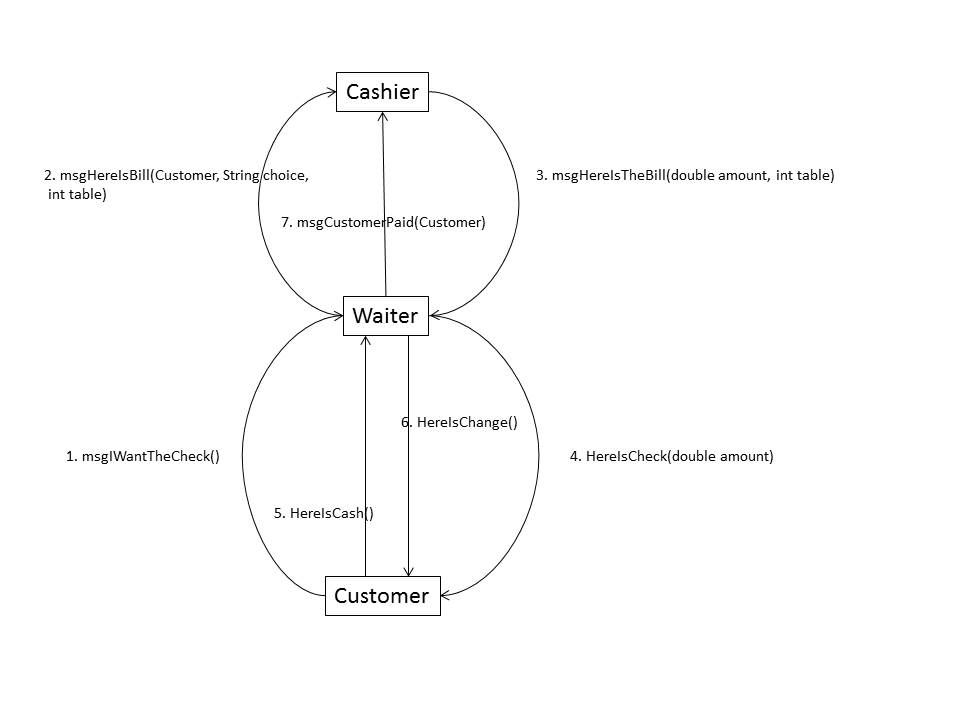 Cashier
2. msgHereIsBill(Customer, String choice,
int table)
3. msgHereIsTheBill(double amount, int table)
7. msgCustomerPaid(Customer)
Waiter
6. HereIsChange()
1. msgIWantTheCheck()
4. HereIsCheck(double amount)
5. HereIsCash()
Customer